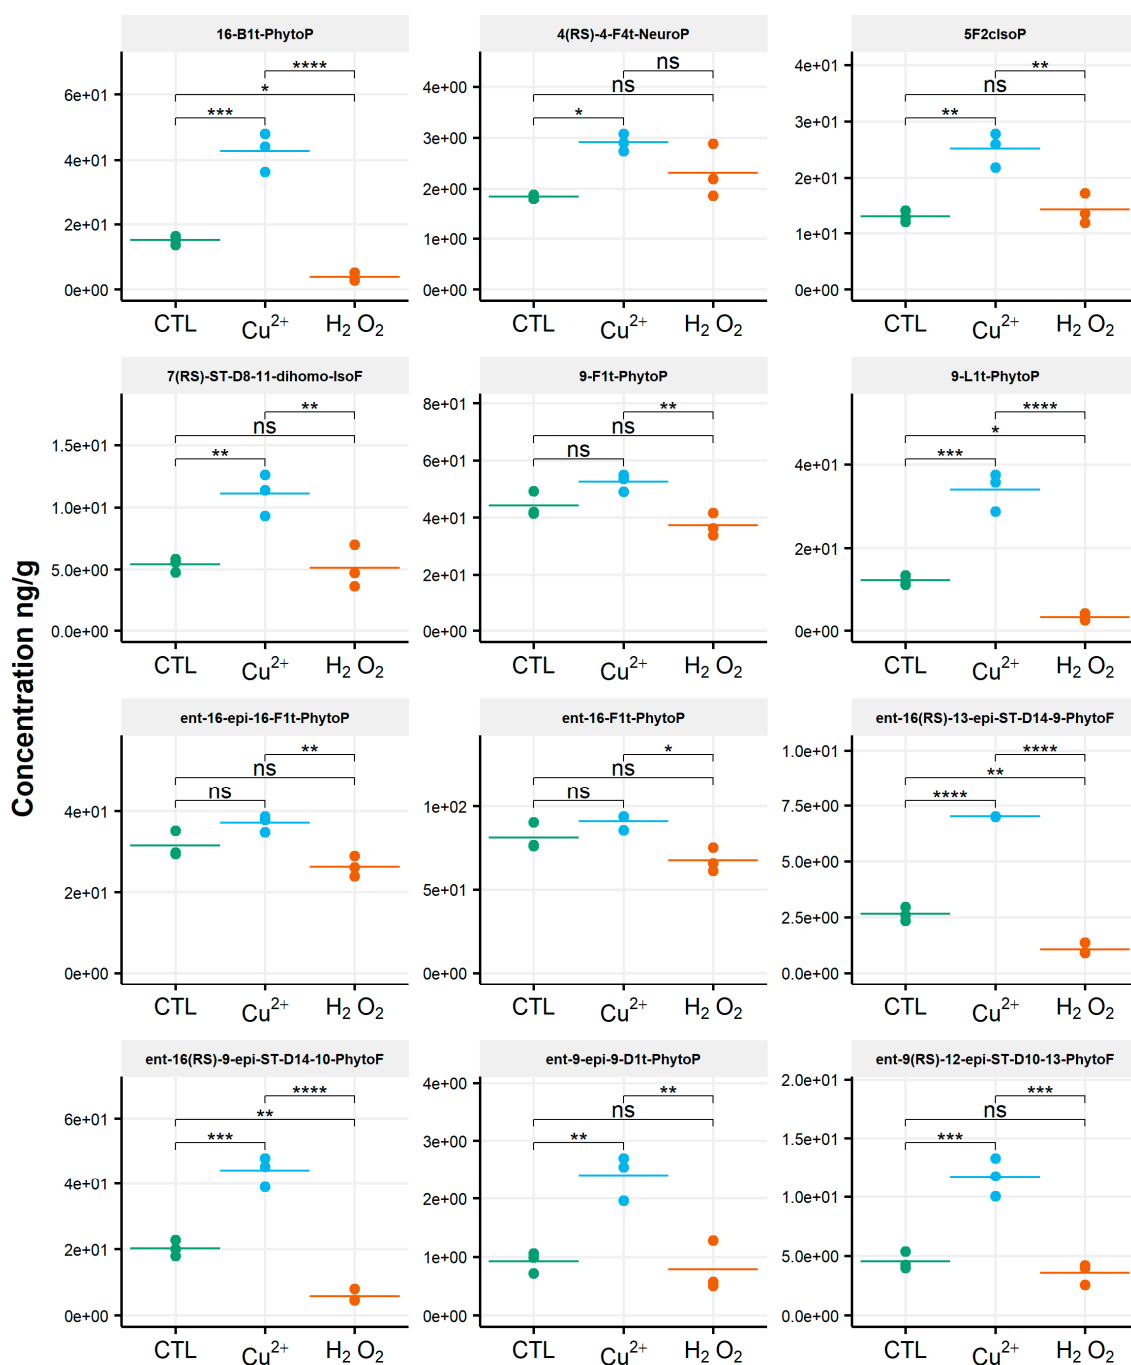 16-B1t-PhytoP
4(RS)-4-F4t-NeuroP
5F2cIsoP
****
*
***
6e+01
4e+01
2e+01
0e+00
CTL
Cu²⁺
H₂ O₂
ns
ns
*
4e+00
3e+00
2e+00
1e+00
0e+00
CTL
Cu²⁺
H₂ O₂
**
ns
**
4e+01
3e+01
2e+01
1e+01
0e+00
CTL
Cu²⁺
H₂ O₂
7(RS)-ST-D8-11-dihomo-IsoF
9-F1t-PhytoP
9-L1t-PhytoP
**
ns
**
1.5e+01
1.0e+01
5.0e+00
0.0e+00
CTL
Cu²⁺
H₂ O₂
**
ns
ns
8e+01
6e+01
4e+01
2e+01
0e+00
CTL
Cu²⁺
H₂ O₂
****
*
***
4e+01
2e+01
0e+00
CTL
Cu²⁺
H₂ O₂
Concentration ng/g
ent-16-epi-16-F1t-PhytoP
ent-16-F1t-PhytoP
ent-16(RS)-13-epi-ST-D14-9-PhytoF
**
ns
ns
4e+01
2e+01
0e+00
CTL
Cu²⁺
H₂ O₂
*
ns
ns
1e+02
5e+01
0e+00
CTL
Cu²⁺
H₂ O₂
****
**
****
1.0e+01
7.5e+00
5.0e+00
2.5e+00
0.0e+00
CTL
Cu²⁺
H₂ O₂
ent-16(RS)-9-epi-ST-D14-10-PhytoF
ent-9-epi-9-D1t-PhytoP
ent-9(RS)-12-epi-ST-D10-13-PhytoF
****
**
***
6e+01
4e+01
2e+01
0e+00
CTL
Cu²⁺
H₂ O₂
**
ns
**
4e+00
3e+00
2e+00
1e+00
0e+00
CTL
Cu²⁺
H₂ O₂
***
ns
***
2.0e+01
1.5e+01
1.0e+01
5.0e+00
0.0e+00
CTL
Cu²⁺
H₂ O₂